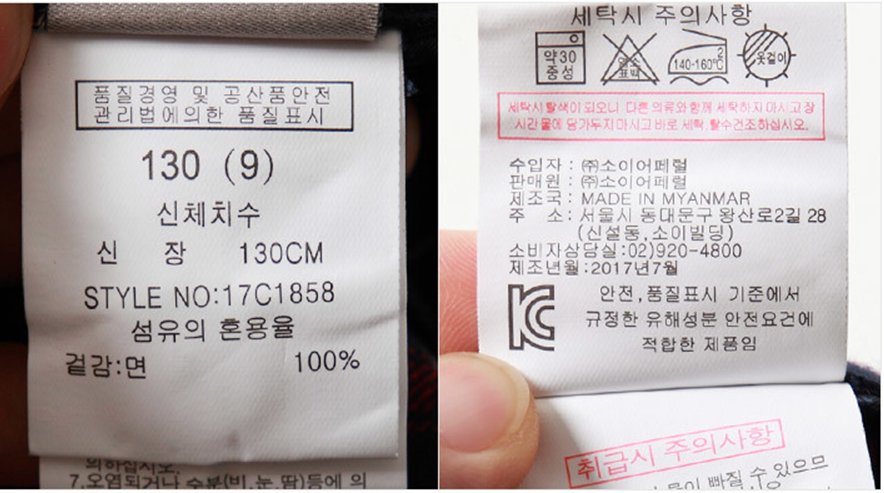 품질경영 및 공산품안전
관리법에의한 품질표시
130 (9)
신체치수
신 장 130CM
STYLE NO:17C1858
섬유의 혼용율
겉감:면 100%
의하십시오.
7.오염되거나 수분(비,눈,땀)등에 의
세탁시 주의사항
약30
중성
염소
표백
2
140-160℃
옷걸이
세탁시 탈색이 되오니 다른 의류와함께 세탁하지 마시고 장
시간 물에 담가두지 마시고 바로 세탁,탈수건조하십시오.
수입자 : ㈜소이어페럴
판매원 : ㈜소이어페럴
제조국 : MADE IN MYANMAR
주 소 : 서울시 동대문구 왕산로2길 28
(신설동,소이빌딩)
소비자상담실:02)920-4800
제조년월:2017년7월
안전,품질표시 기준에서
규정한 유해성분 안전요건에
적합한 제품임
취급시 주의사항
물이 빠질 수 있으므